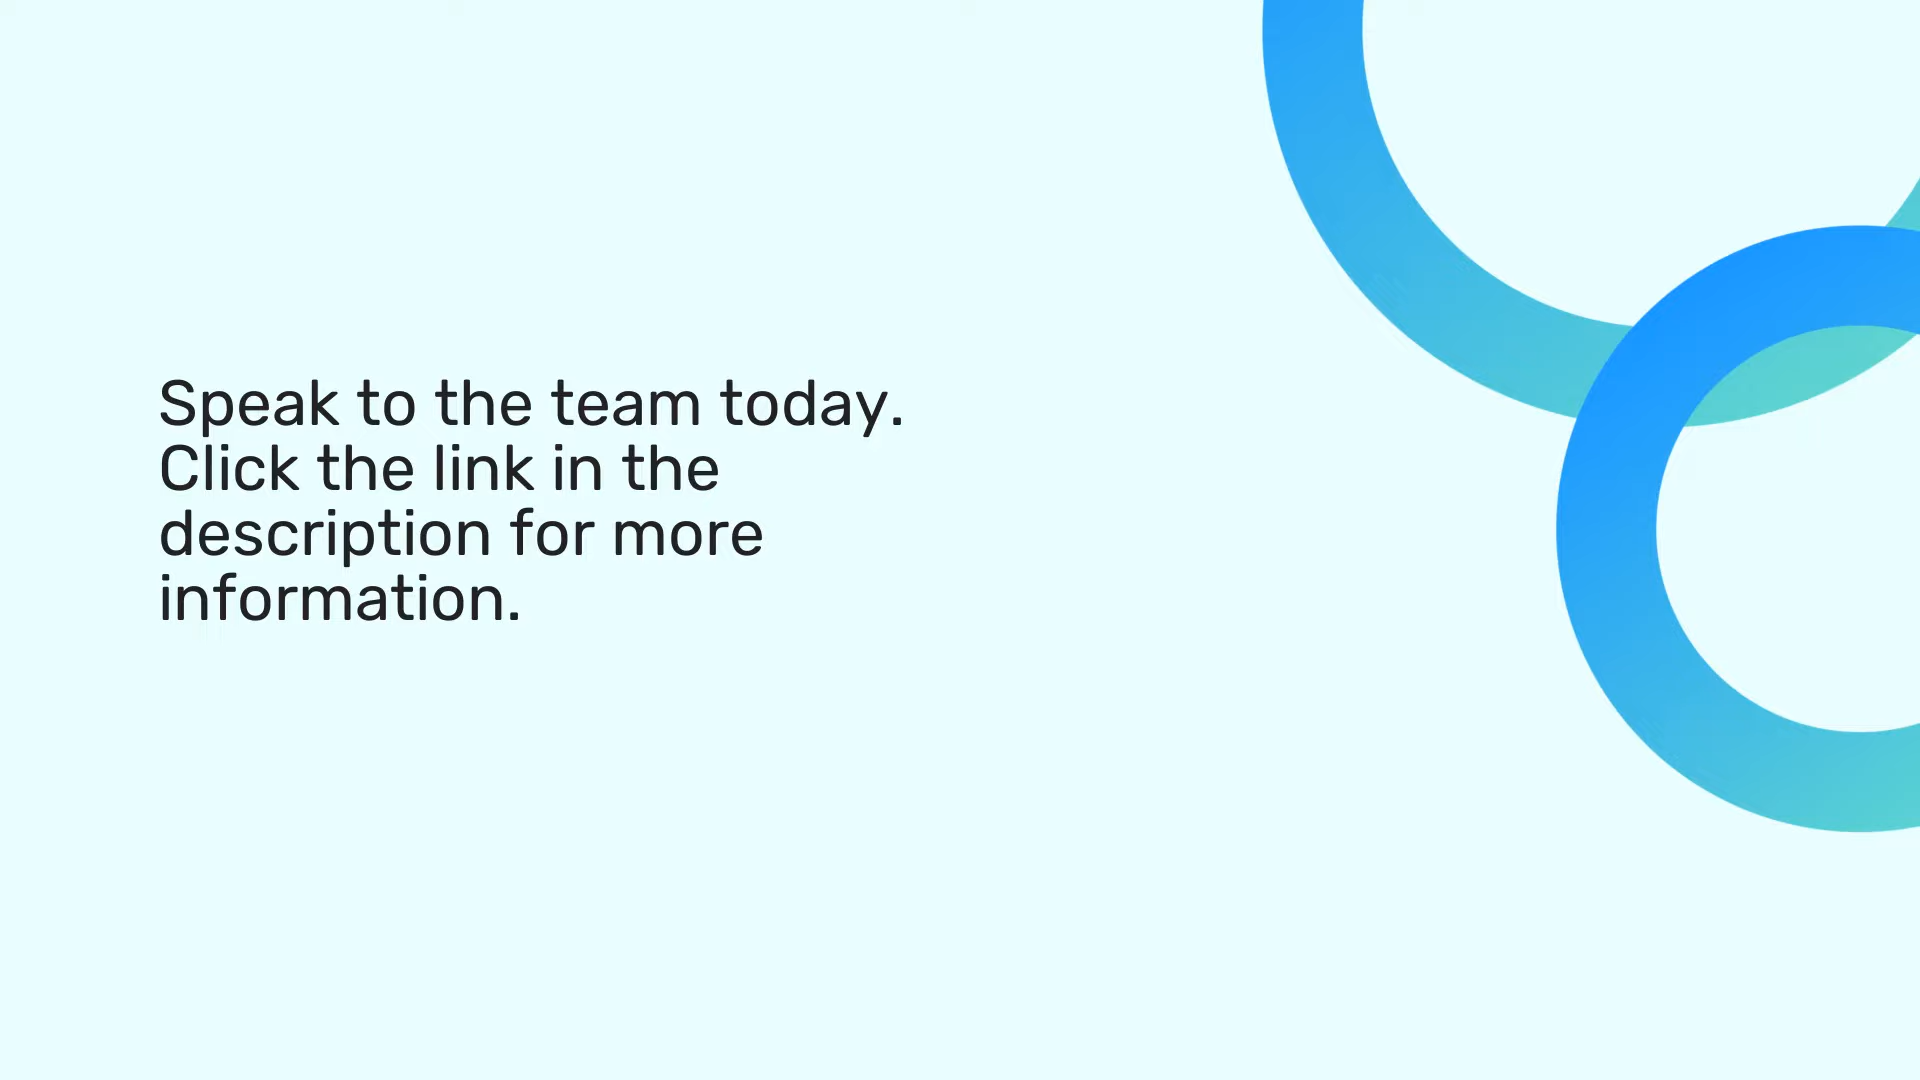 Speak to the team today.
Click the link in the
description for more
information.